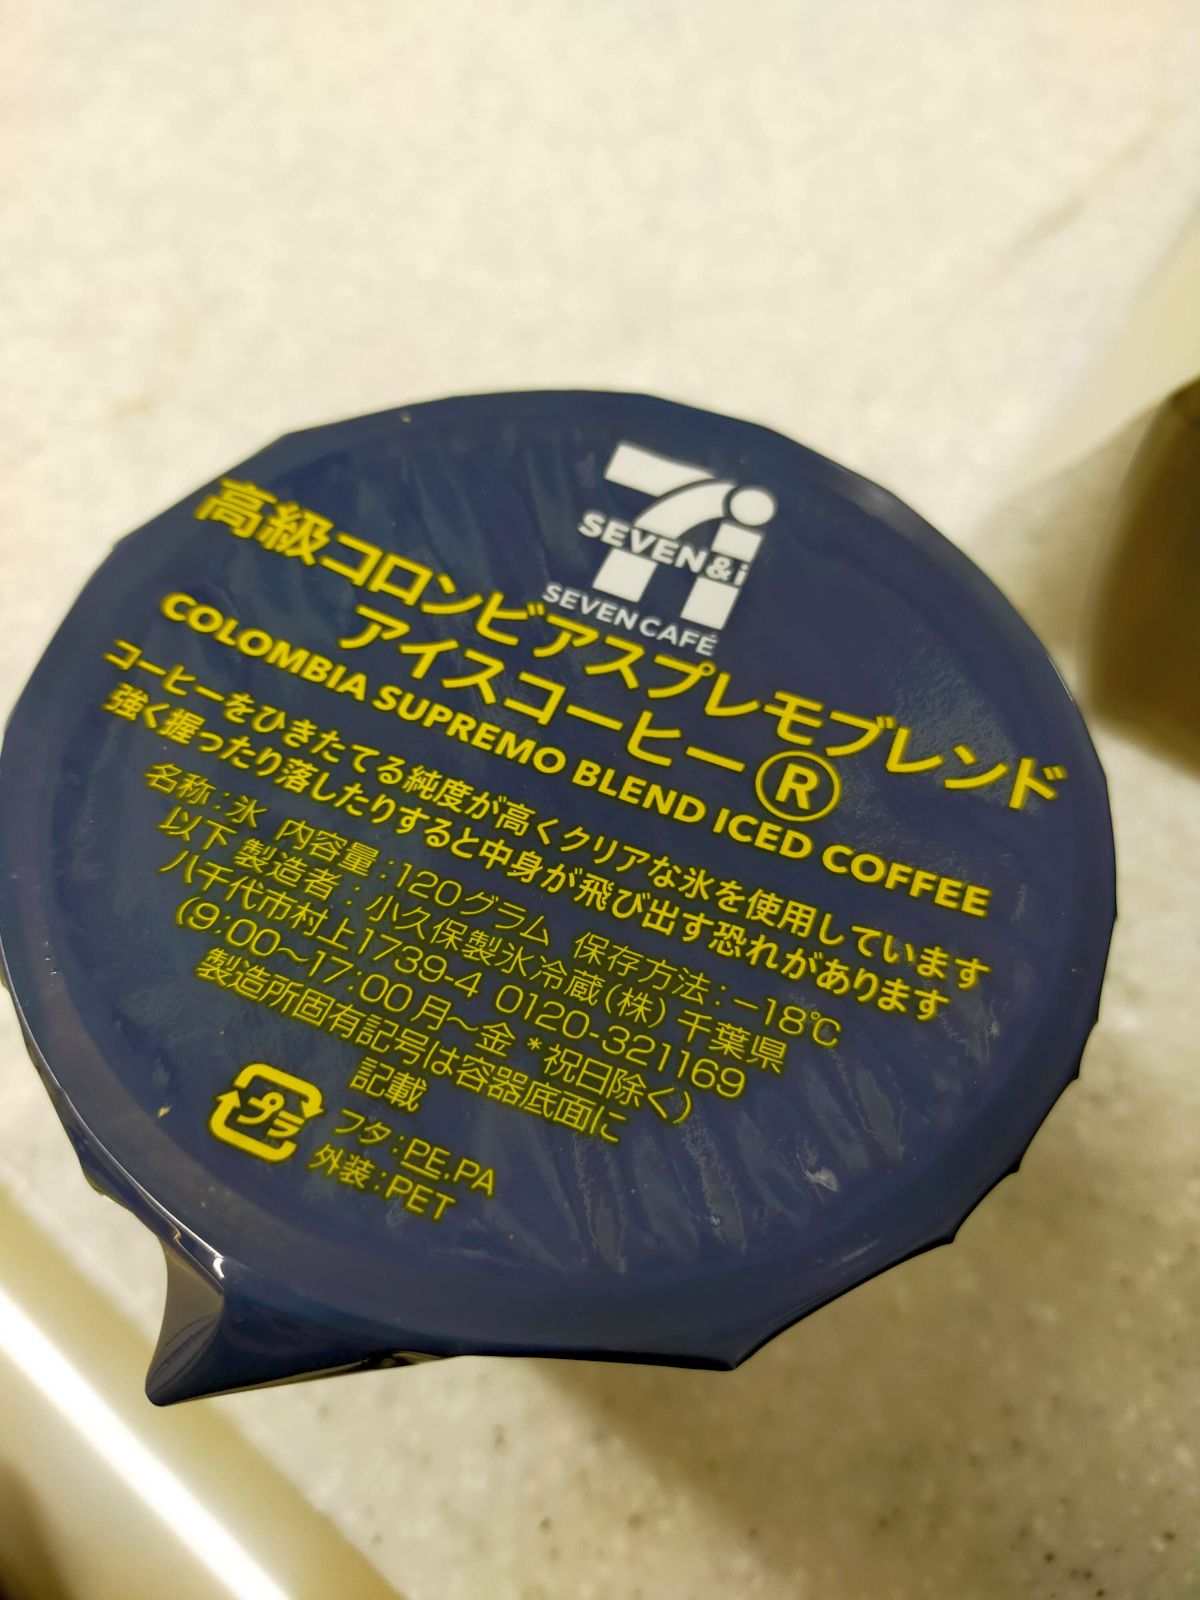 SEVEN&i
SEVEN CAFÉ
高級コロンビアスプレモブレンド
アイスコーヒーⓇ
COLOMBIA SUPREMO BLEND ICED COFFEE
コーヒーをひきたてる純度が高くクリアな氷を使用しています
強く握ったり落したりすると中身が飛び出す恐れがあります
名称:氷 内容量:120グラム 保存方法:−18℃
以下 製造者:小久保製氷冷蔵(株) 千葉県
八千代市村上1739-4 0120-321169
(9:00〜17:00月〜金 *祝日除く)
製造所固有記号は容器底面に
記載
プラ
フタ:PE,PA
外装:PET